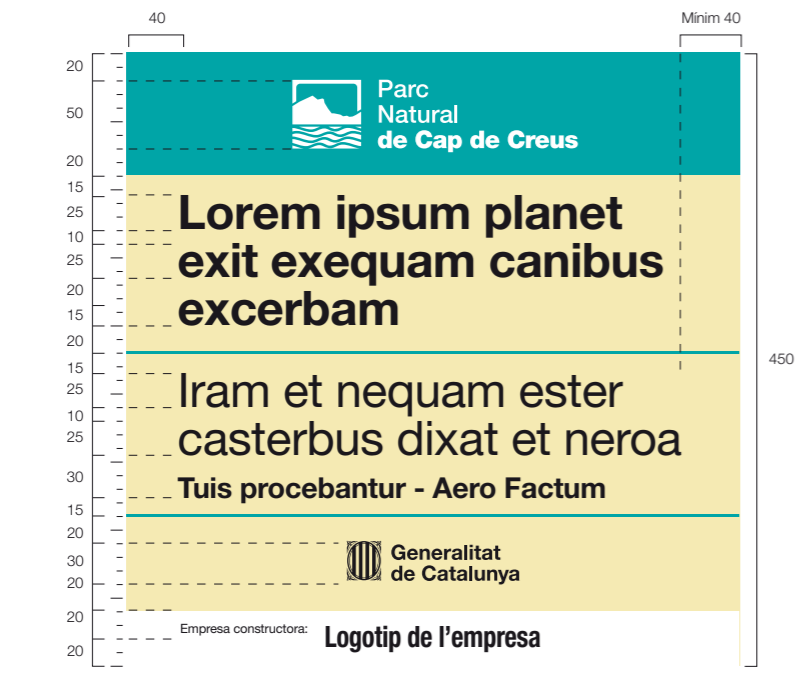 40
Mínim 40
20
50
20
15
25
10
25
20
15
20
15
25
10
25
30
15
20
30
20
20
20
450
Parc
Natural
de Cap de Creus
Lorem ipsum planet
exit exequam canibus
excerbam
Iram et nequam ester
casterbus dixat et neroa
Tuis procebantur - Aero Factum
Generalitat
de Catalunya
Empresa constructora: Logotip de l’empresa